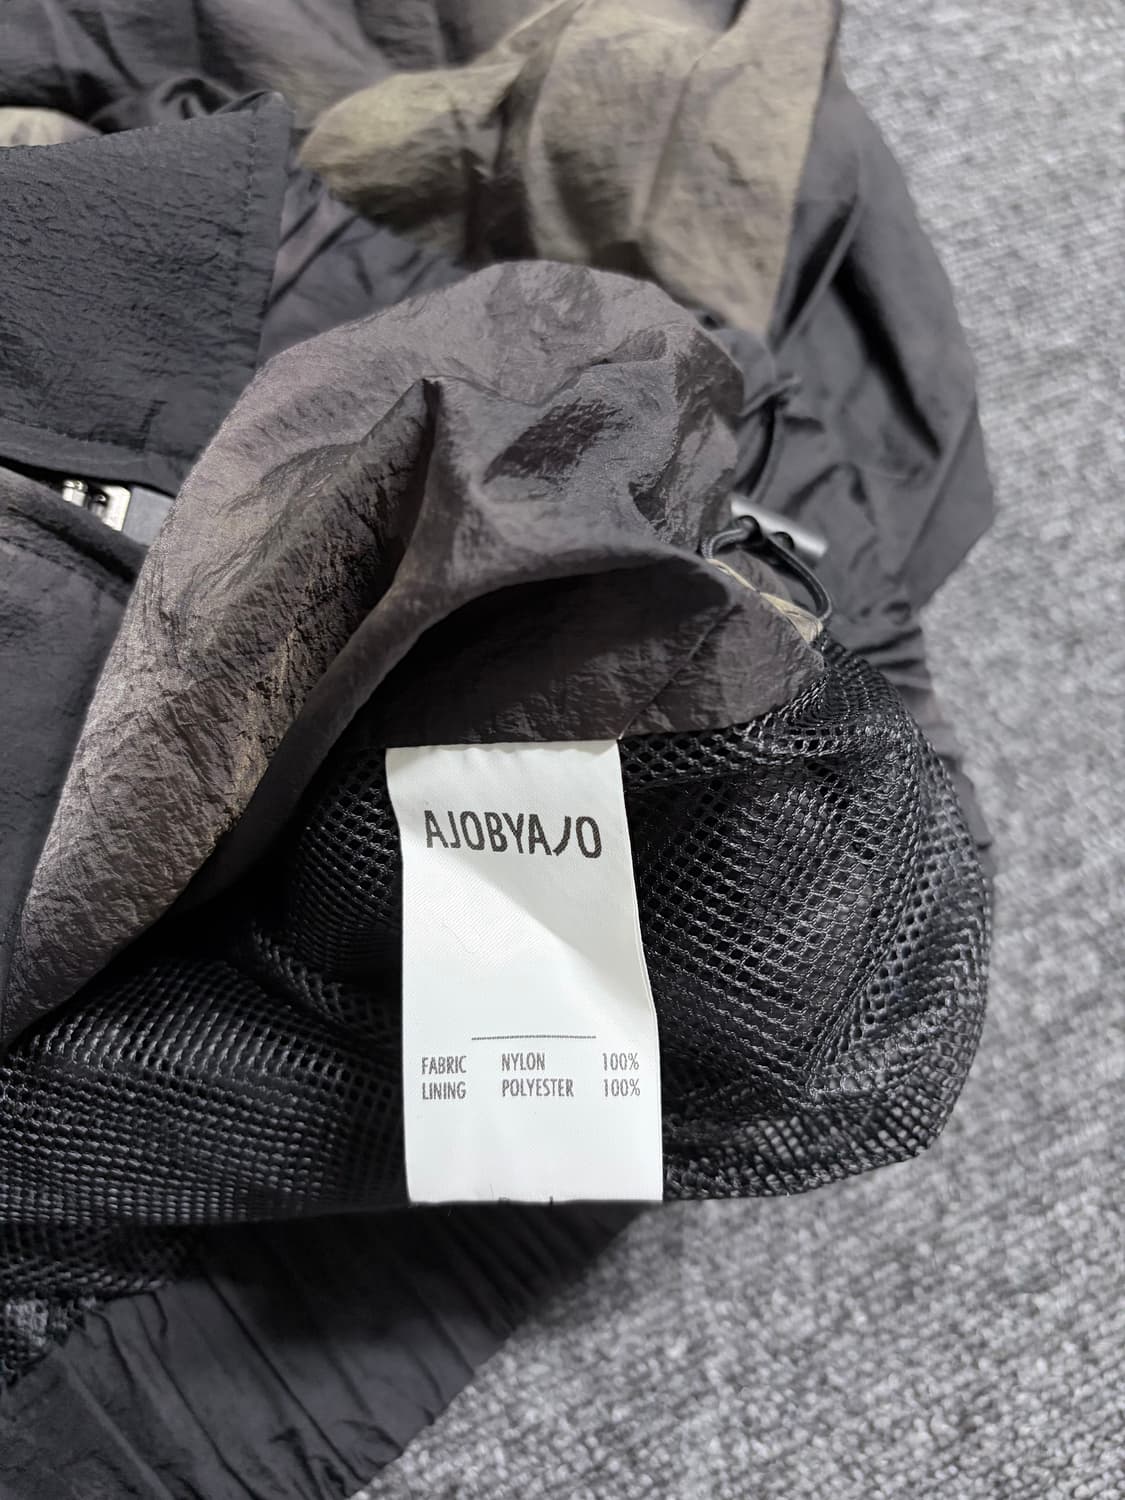 AJOBYAJO
FABRIC NYLON 100%
LINING POLYESTER 100%